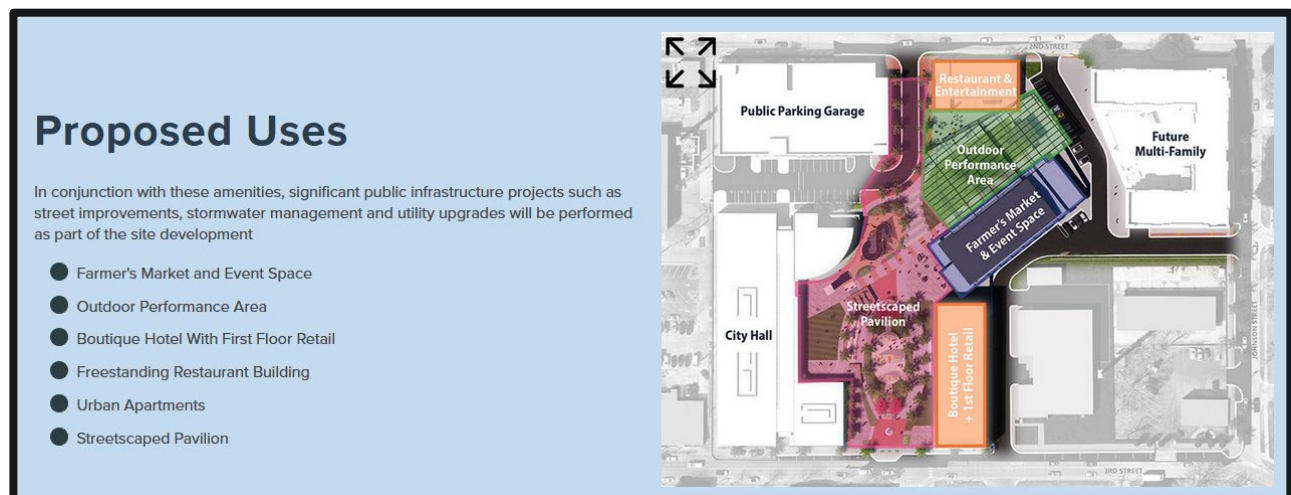 Proposed Uses
In conjunction with these amenities, significant public infrastructure projects such as
street improvements, stormwater management and utility upgrades will be performed
as part of the site development
Farmer's Market and Event Space
Outdoor Performance Area
Boutique Hotel With First Floor Retail
Freestanding Restaurant Building
Urban Apartments
Streetscaped Pavilion
2ND STREET
Restaurant &
Entertainment
Public Parking Garage
Outdoor
Performance
Area
Future
Multi-Family
Farmer's Market
& Event Space
Streetscaped
Pavilion
City Hall
Boutique Hotel
+ 1st Floor Retail
JOHNSON STREET
3RD STREET